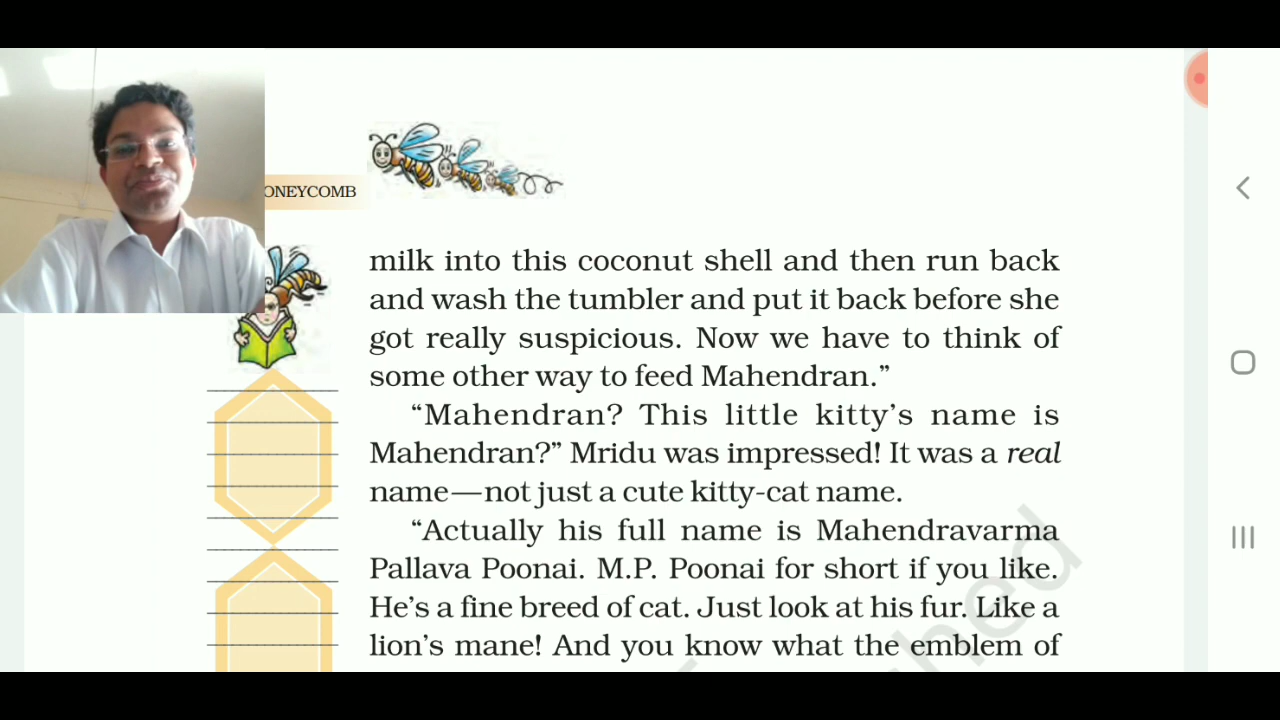 ONEYCOMB
milk into this coconut shell and then run back
and wash the tumbler and put it back before she
got really suspicious. Now we have to think of
some other way to feed Mahendran.”
“Mahendran? This little kitty’s name is
Mahendran?” Mridu was impressed! It was a real
name—not just a cute kitty-cat name.
“Actually his full name is Mahendravarma
Pallava Poonai. M.P. Poonai for short if you like.
He’s a fine breed of cat. Just look at his fur. Like a
lion’s mane! And you know what the emblem of